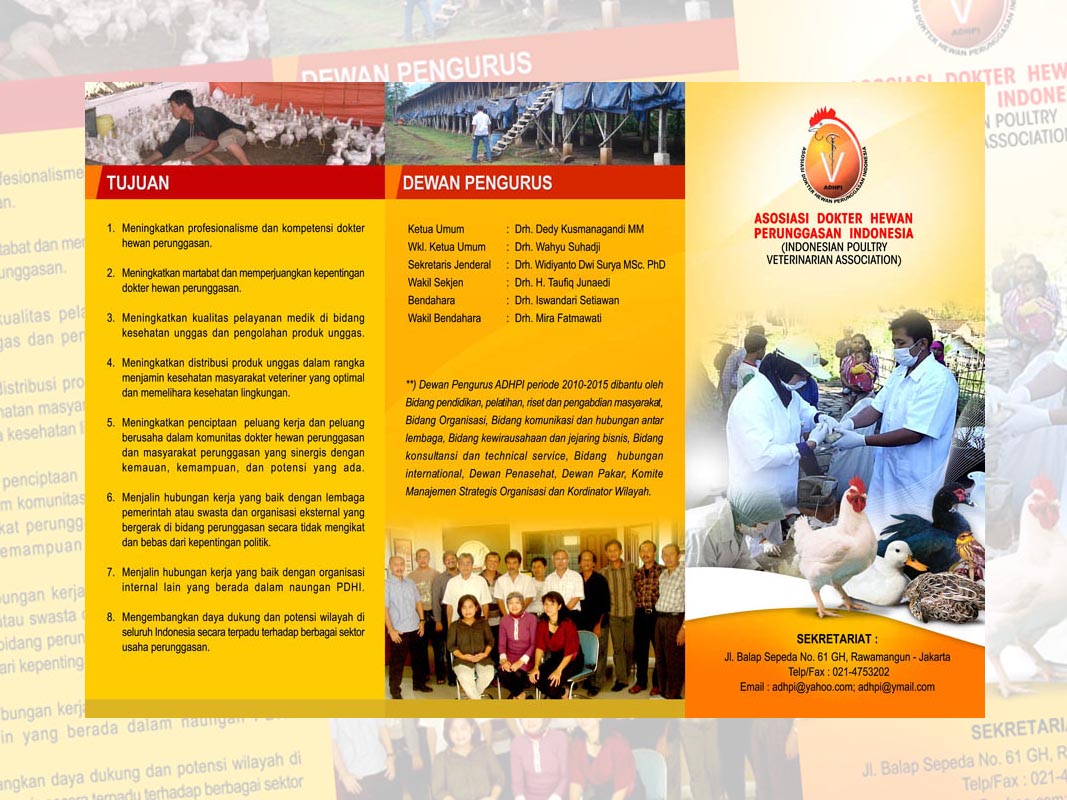 TUJUAN
1. Meningkatkan profesionalisme dan kompetensi dokter
hewan perunggasan.
2. Meningkatkan martabat dan memperjuangkan kepentingan
dokter hewan perunggasan.
3. Meningkatkan kualitas pelayanan medik di bidang
kesehatan unggas dan pengolahan produk unggas.
4. Meningkatkan distribusi produk unggas dalam rangka
menjamin kesehatan masyarakat veteriner yang optimal
dan memelihara kesehatan lingkungan.
5. Meningkatkan penciptaan peluang kerja dan peluang
berusaha dalam komunitas dokter hewan perunggasan
dan masyarakat perunggasan yang sinergis dengan
kemauan, kemampuan, dan potensi yang ada.
6. Menjalin hubungan kerja yang baik dengan lembaga
pemerintah atau swasta dan organisasi eksternal yang
bergerak di bidang perunggasan secara tidak mengikat
dan bebas dari kepentingan politik.
7. Menjalin hubungan kerja yang baik dengan organisasi
internal lain yang berada dalam naungan PDHI.
8. Mengembangkan daya dukung dan potensi wilayah di
seluruh Indonesia secara terpadu terhadap berbagai sektor
usaha perunggasan.
DEWAN PENGURUS
Ketua Umum : Drh. Dedy Kusmanagandi MM
Wkl. Ketua Umum : Drh. Wahyu Suhadji
Sekretaris Jenderal : Drh. Widiyanto Dwi Surya MSc. PhD
Wakil Sekjen : Drh. H. Taufiq Junaedi
Bendahara : Drh. Iswandari Setiawan
Wakil Bendahara : Drh. Mira Fatmawati
**) Dewan Pengurus ADHPI periode 2010-2015 dibantu oleh
Bidang pendidikan, pelatihan, riset dan pengabdian masyarakat,
Bidang Organisasi, Bidang komunikasi dan hubungan antar
lembaga, Bidang kewirausahaan dan jejaring bisnis, Bidang
konsultansi dan technical service, Bidang hubungan
international, Dewan Penasehat, Dewan Pakar, Komite
Manajemen Strategis Organisasi dan Kordinator Wilayah.
V
ADHPI
ASOSIASI DOKTER HEWAN PERUNGGASAN INDONESIA
ASOSIASI DOKTER HEWAN
PERUNGGASAN INDONESIA
(INDONESIAN POULTRY
VETERINARIAN ASSOCIATION)
SEKRETARIAT :
Jl. Balap Sepeda No. 61 GH, Rawamangun - Jakarta
Telp/Fax : 021-4753202
Email : adhpi@yahoo.com; adhpi@ymail.com